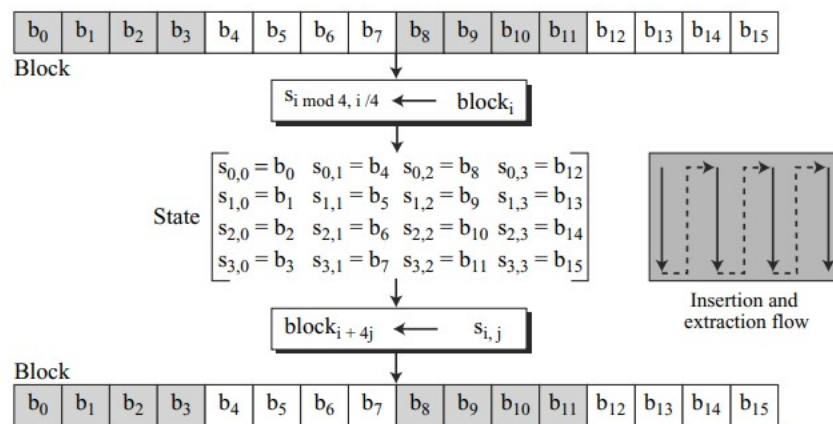 b₀ b₁ b₂ b₃ b₄ b₅ b₆ b₇ b₈ b₉ b₁₀ b₁₁ b₁₂ b₁₃ b₁₄ b₁₅
Block
s_{i mod 4, i /4} ← block_i
State
s₀,₀ = b₀ s₀,₁ = b₄ s₀,₂ = b₈ s₀,₃ = b₁₂
s₁,₀ = b₁ s₁,₁ = b₅ s₁,₂ = b₉ s₁,₃ = b₁₃
s₂,₀ = b₂ s₂,₁ = b₆ s₂,₂ = b₁₀ s₂,₃ = b₁₄
s₃,₀ = b₃ s₃,₁ = b₇ s₃,₂ = b₁₁ s₃,₃ = b₁₅
Insertion and
extraction flow
block_{i + 4j} ← s_{i, j}
Block
b₀ b₁ b₂ b₃ b₄ b₅ b₆ b₇ b₈ b₉ b₁₀ b₁₁ b₁₂ b₁₃ b₁₄ b₁₅